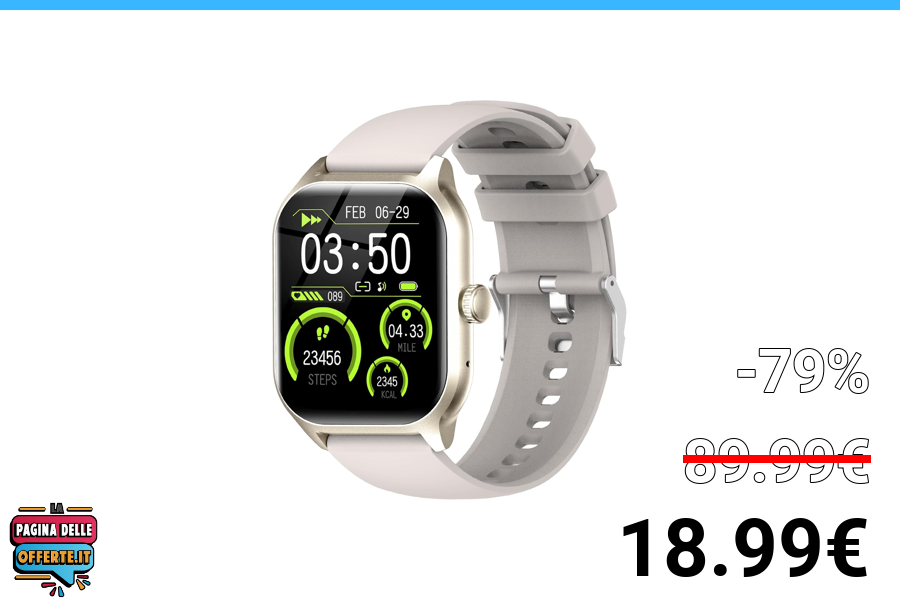 FEB 06-29
03:50
089
04.33
MILE
23456
STEPS
2345
KCAL
-79%
89.99€
18.99€
LA
PAGINA DELLE
OFFERTE.IT